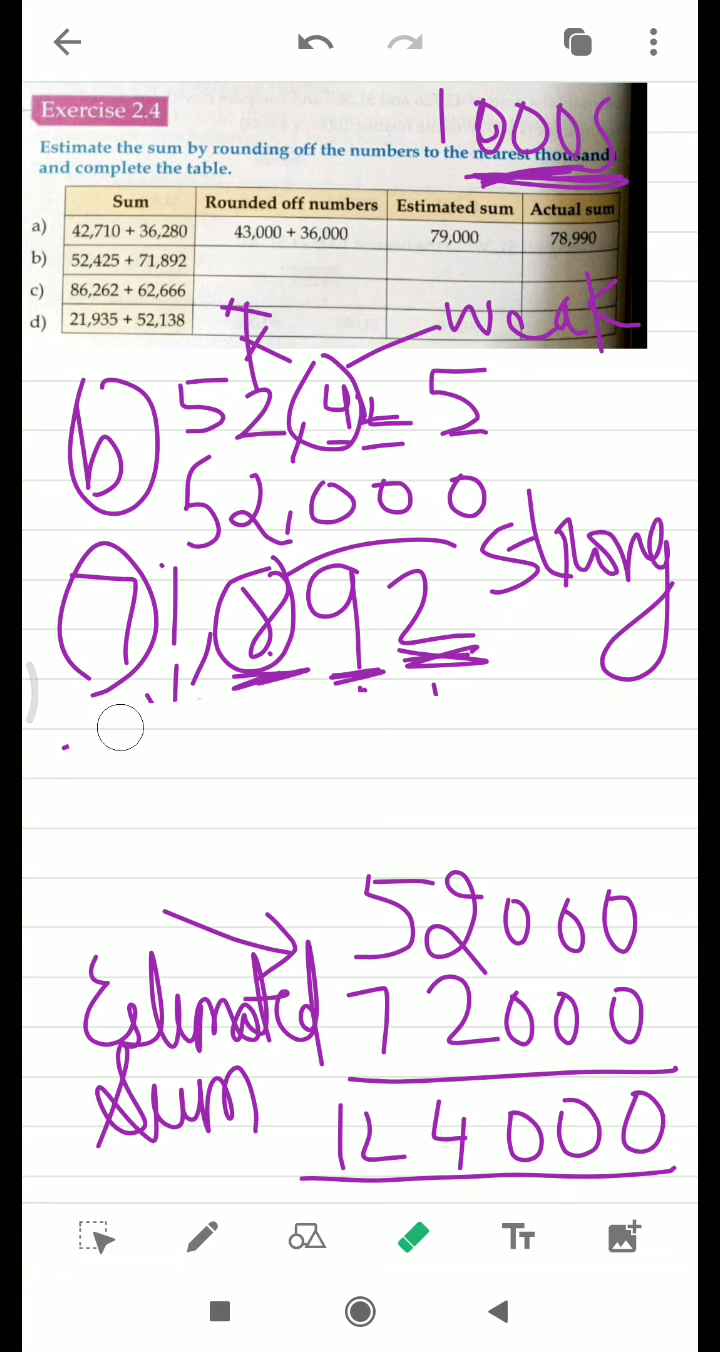 Exercise 2.4
1000s
Estimate the sum by rounding off the numbers to the nearest thousand
and complete the table.
Sum Rounded off numbers Estimated sum Actual sum
a) 42,710 + 36,280 43,000 + 36,000 79,000 78,990
b) 52,425 + 71,892
c) 86,262 + 62,666
d) 21,935 + 52,138
weak
b 52,4 = 5
52,000
strong
71,892
52000
Estimated 72000
Sum 124000
TT